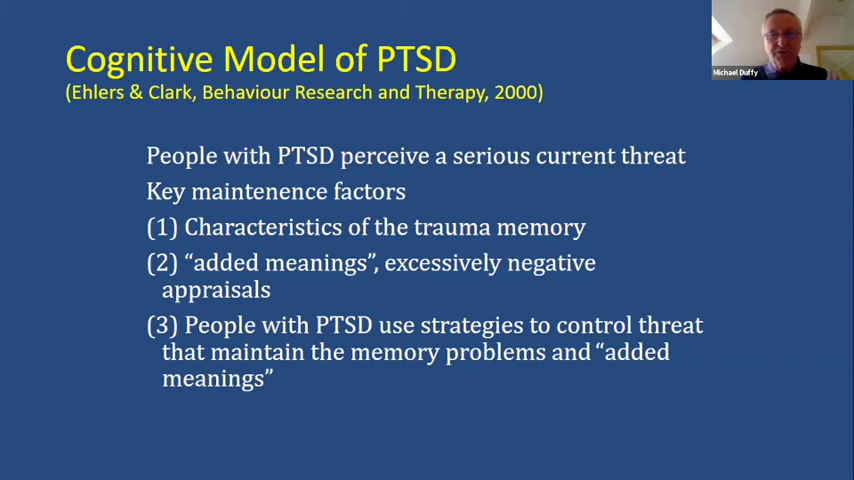 Cognitive Model of PTSD
(Ehlers & Clark, Behaviour Research and Therapy, 2000)
Michael Duffy
People with PTSD perceive a serious current threat
Key maintenence factors
(1) Characteristics of the trauma memory
(2) “added meanings”, excessively negative
appraisals
(3) People with PTSD use strategies to control threat
that maintain the memory problems and “added
meanings”